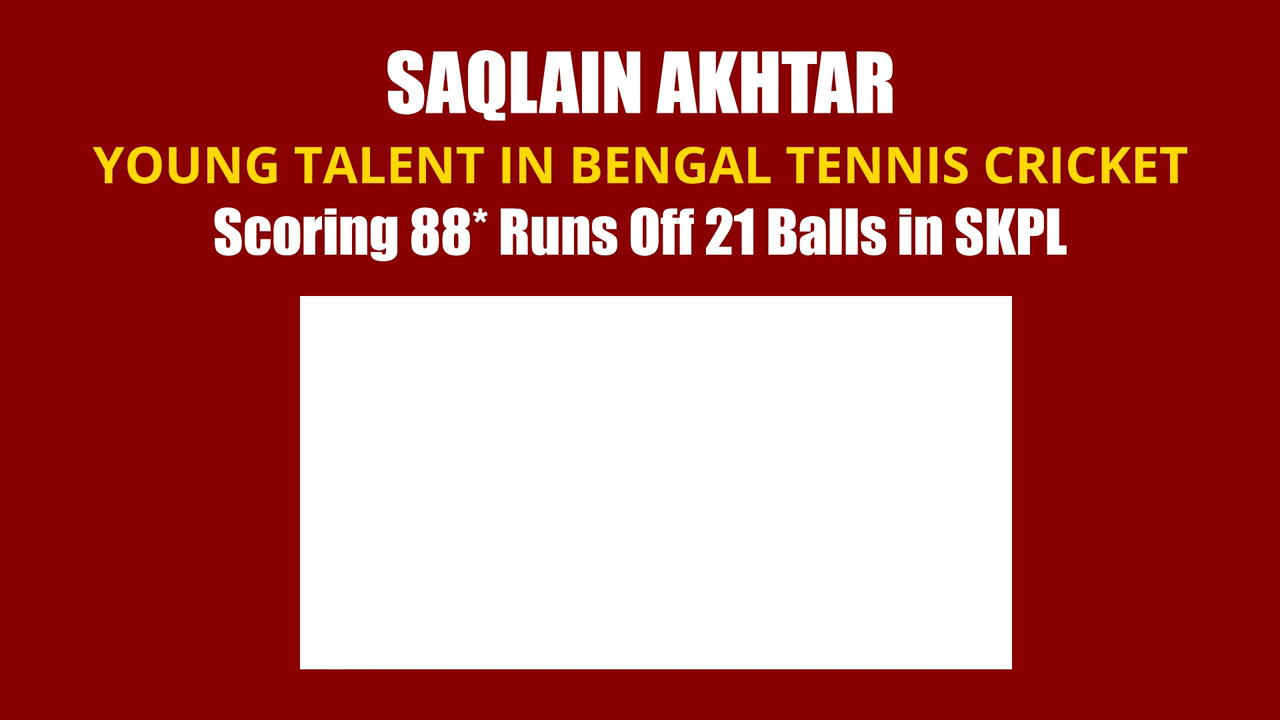 SAQLAIN AKHTAR
YOUNG TALENT IN BENGAL TENNIS CRICKET
Scoring 88* Runs Off 21 Balls in SKPL